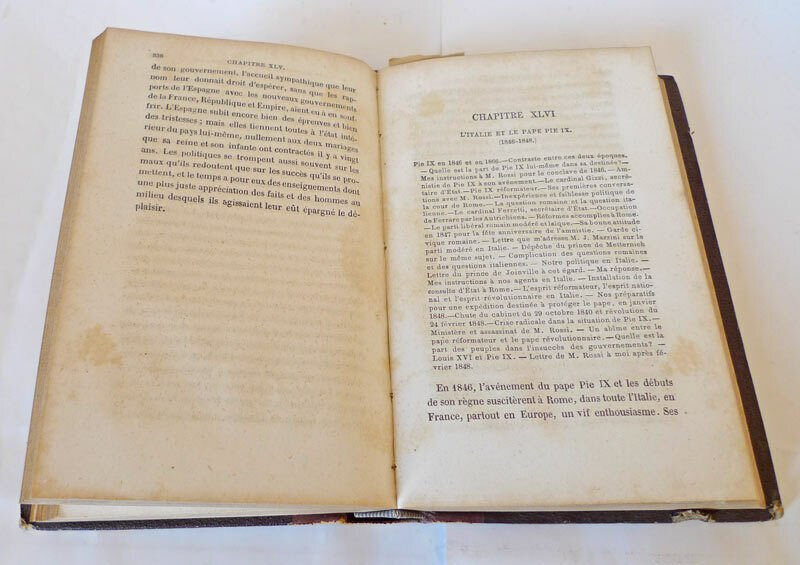 338
CHAPITRE XLV.
de son gouvernement, l'accueil sympathique que leur
nom leur donnait droit d'espérer, sans que les rap-
ports de l'Espagne avec les nouveaux gouvernements
de la France, République et Empire, aient eu à en souf-
frir. L'Espagne subit encore bien des épreuves et bien
des tristesses; mais elles tiennent toutes à l'état inté-
rieur du pays lui-même, nullement aux deux mariages
que sa reine et son infante ont contractés il y a vingt
ans. Les politiques se trompent aussi souvent sur les
maux qu'ils redoutent que sur les succès qu'ils se pro-
mettent, et le temps a pour eux des enseignements dont
une plus juste appréciation des faits et des hommes au
milieu desquels ils agissaient leur eût épargné le dé-
plaisir.
CHAPITRE XLVI
L'ITALIE ET LE PAPE PIE IX.
(1846-1848.)
Pie IX en 1846 et en 1866.—Contraste entre ces deux époques.
— Quelle est la part de Pie IX lui-même dans sa destinée?—
Mes instructions à M. Rossi pour le conclave de 1846. — Am-
nistie de Pie IX à son avénement. — Le cardinal Gizzi, secré-
taire d'État.—Pie IX réformateur. — Ses premières conversa-
tions avec M. Rossi.—Inexpérience et faiblesse politique de
la cour de Rome. — La question romaine et la question ita-
lienne. — Le cardinal Ferretti, secrétaire d'État. — Occupation
de Ferrare par les Autrichiens. — Réformes accomplies à Rome.
— Le parti libéral romain modéré et laïque. — Sa bonne attitude
en 1847 pour la fête anniversaire de l'amnistie. — Garde ci-
vique romaine. — Lettre que m'adresse M. J. Mazzini sur le
parti modéré en Italie. — Dépêche du prince de Metternich
sur le même sujet. — Complication des questions romaines
et des questions italiennes. — Notre politique en Italie. —
Lettre du prince de Joinville à cet égard. — Ma réponse.—
Mes instructions à nos agents en Italie. — Installation de la
consulte d'État à Rome. — L'esprit réformateur, l'esprit natio-
nal et l'esprit révolutionnaire en Italie. — Nos préparatifs
pour une expédition destinée à protéger le pape, en janvier
1848.—Chute du cabinet du 29 octobre 1840 et révolution du
24 février 1848.—Crise radicale dans la situation de Pie IX.—
Ministère et assassinat de M. Rossi. — Un abîme entre le
pape réformateur et le pape révolutionnaire. — Quelle est la
part des peuples dans l'insuccès des gouvernements? —
Louis XVI et Pie IX. — Lettre de M. Rossi à moi après fé-
vrier 1848.
En 1846, l'avénement du pape Pie IX et les débuts
de son règne suscitèrent à Rome, dans toute l'Italie, en
France, partout en Europe, un vif enthousiasme. Ses